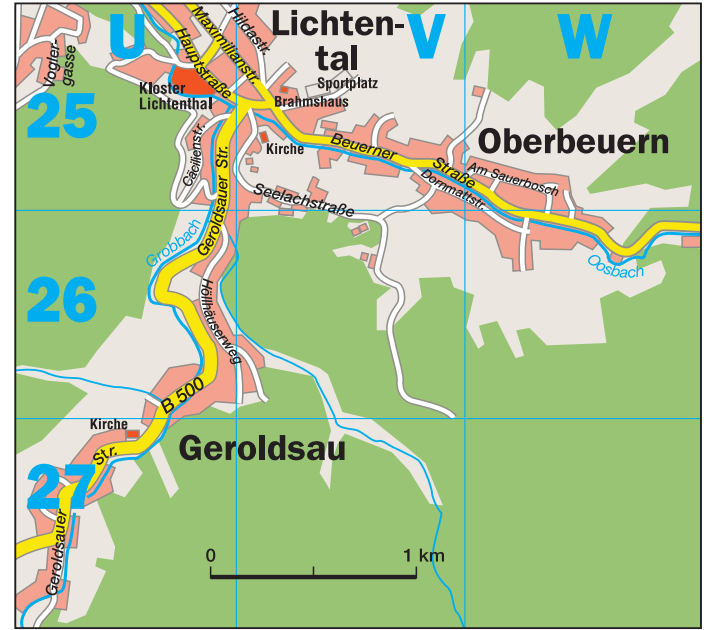 U
V
W
25
26
27
Lichten-
tal
Oberbeuern
Geroldsau
Vogler-
gasse
Hauptstraße
Maximilianstr.
Hildastr.
Sportplatz
Kloster
Lichtenthal
Brahmshaus
Cäcilienstr.
Kirche
Beuerner
Straße
Am Sauerbosch
Dornmattstr.
Seelachstraße
Geroldsauer Str.
Grobbach
Oosbach
Höllhäuserweg
B 500
Kirche
Geroldsauer
Str.
0
1 km